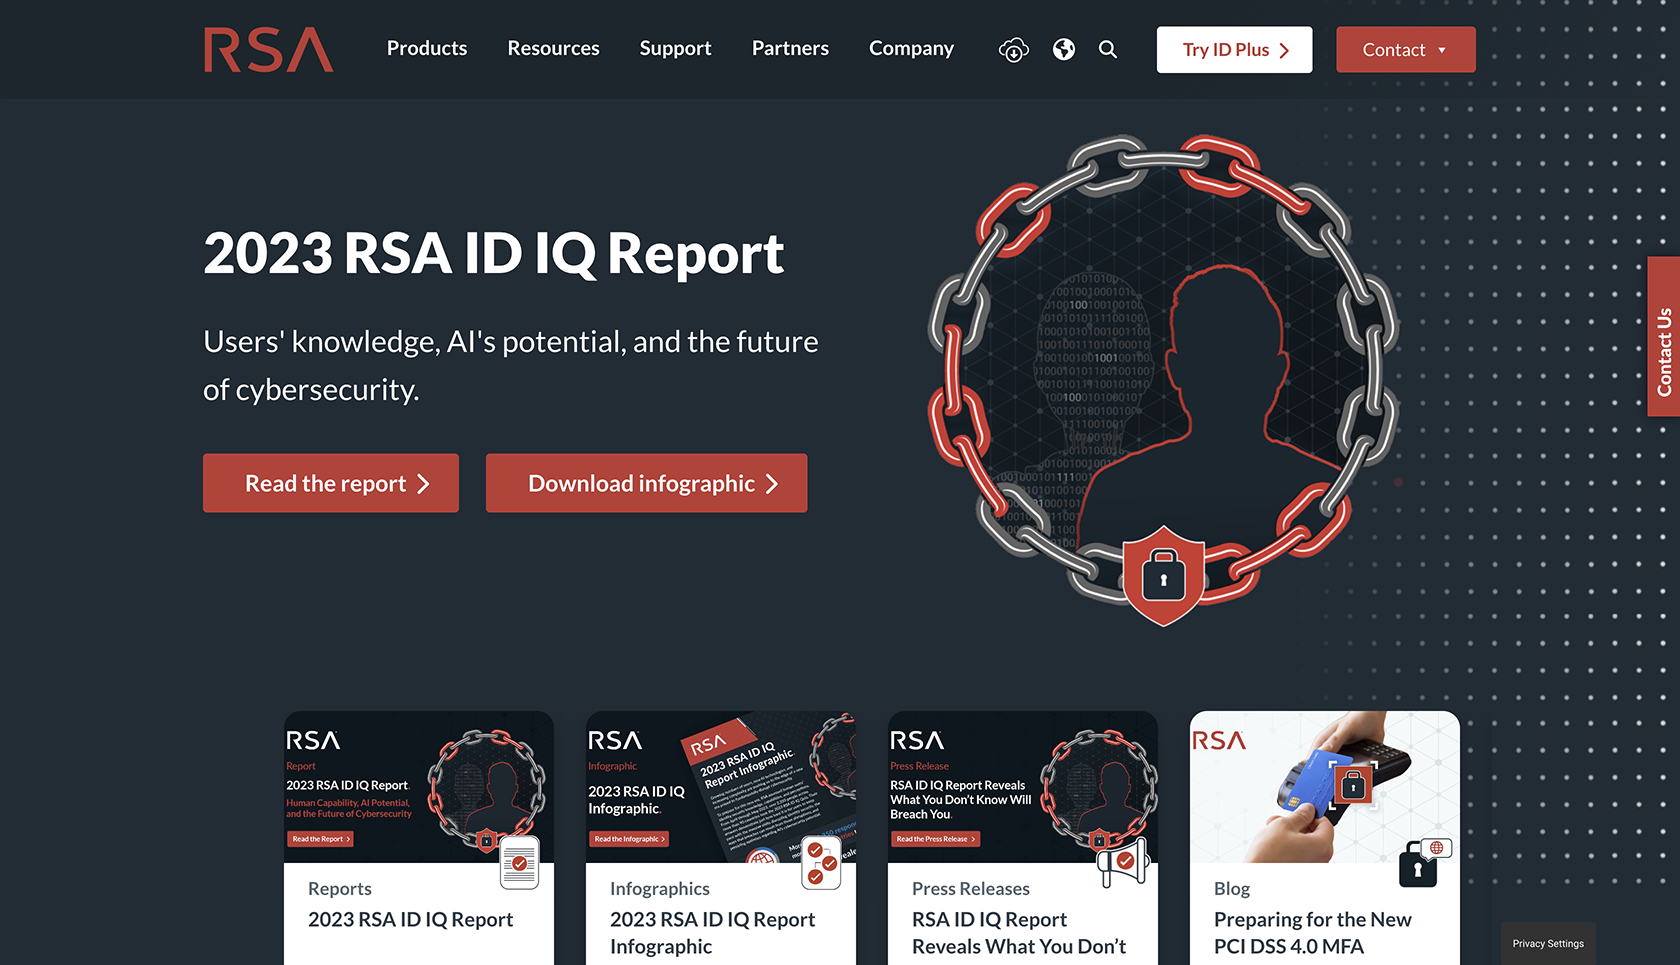 RSA
Products
Resources
Support
Partners
Company
Try ID Plus
Contact
2023 RSA ID IQ Report
Users' knowledge, AI's potential, and the future
of cybersecurity.
Read the report
Download infographic
Contact Us
RSA
Report
2023 RSA ID IQ Report.
Human Capability, AI Potential,
and the Future of Cybersecurity
Read the Report
Reports
2023 RSA ID IQ Report
RSA
Infographic
2023 RSA ID IQ
Infographic.
Read the Infographic
RSA
2023 RSA ID IQ
Report Infographic.
Infographics
2023 RSA ID IQ Report
Infographic
RSA
Press Release
RSA ID IQ Report Reveals
What You Don't Know Will
Breach You.
Read the Press Release
Press Releases
RSA ID IQ Report
Reveals What You Don’t
RSA
Blog
Preparing for the New
PCI DSS 4.0 MFA
Privacy Settings